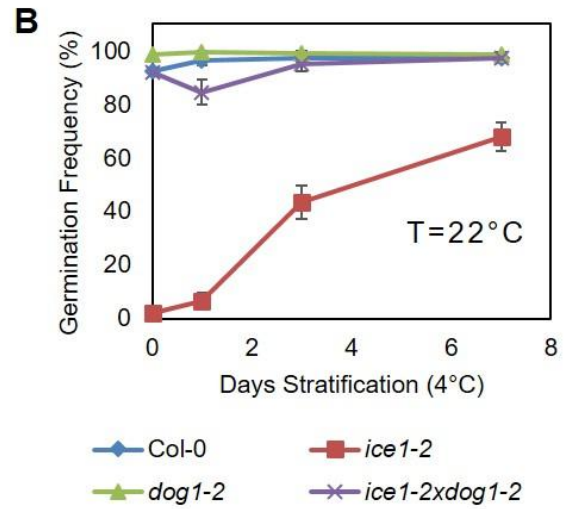 B
Germination Frequency (%)
100
80
60
40
20
0
T=22°C
0 2 4 6 8
Days Stratification (4°C)
Col-0 ice1-2
dog1-2 ice1-2xdog1-2